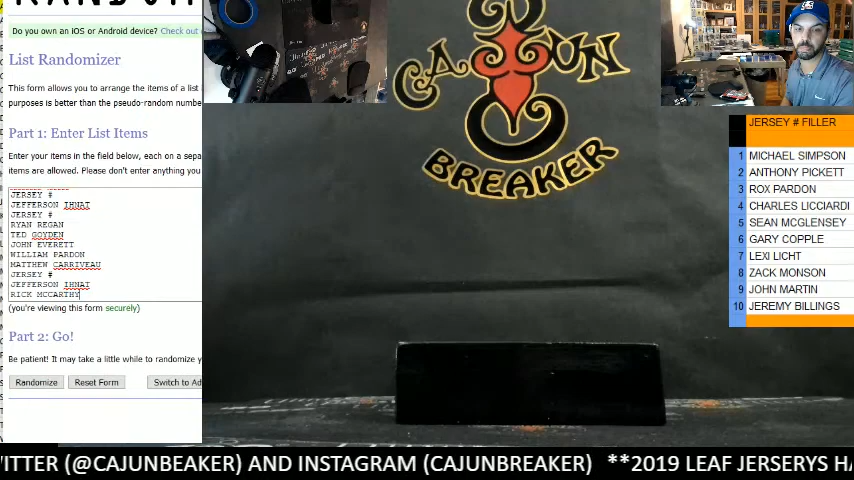 Do you own an iOS or Android device? Check out
List Randomizer
This form allows you to arrange the items of a list
purposes is better than the pseudo-random numbe
Part 1: Enter List Items
Enter your items in the field below, each on a sepa
items are allowed. Please don't enter anything you
JERSEY #
JEFFERSON IHNAT
JERSEY #
RYAN REGAN
TED GOYDEN
JOHN EVERETT
WILLIAM PARDON
MATTHEW CARRIVEAU
JERSEY #
JEFFERSON IHNAT
RICK MCCARTHY
(you're viewing this form securely)
Part 2: Go!
Be patient! It may take a little while to randomize y
Randomize Reset Form Switch to Ad
CAJUN
BREAKER
JERSEY # FILLER
1 MICHAEL SIMPSON
2 ANTHONY PICKETT
3 ROX PARDON
4 CHARLES LICCIARDI
5 SEAN MCGLENSEY
6 GARY COPPLE
7 LEXI LICHT
8 ZACK MONSON
9 JOHN MARTIN
10 JEREMY BILLINGS
WITTER (@CAJUNBEAKER) AND INSTAGRAM (CAJUNBREAKER) **2019 LEAF JERSERYS HA